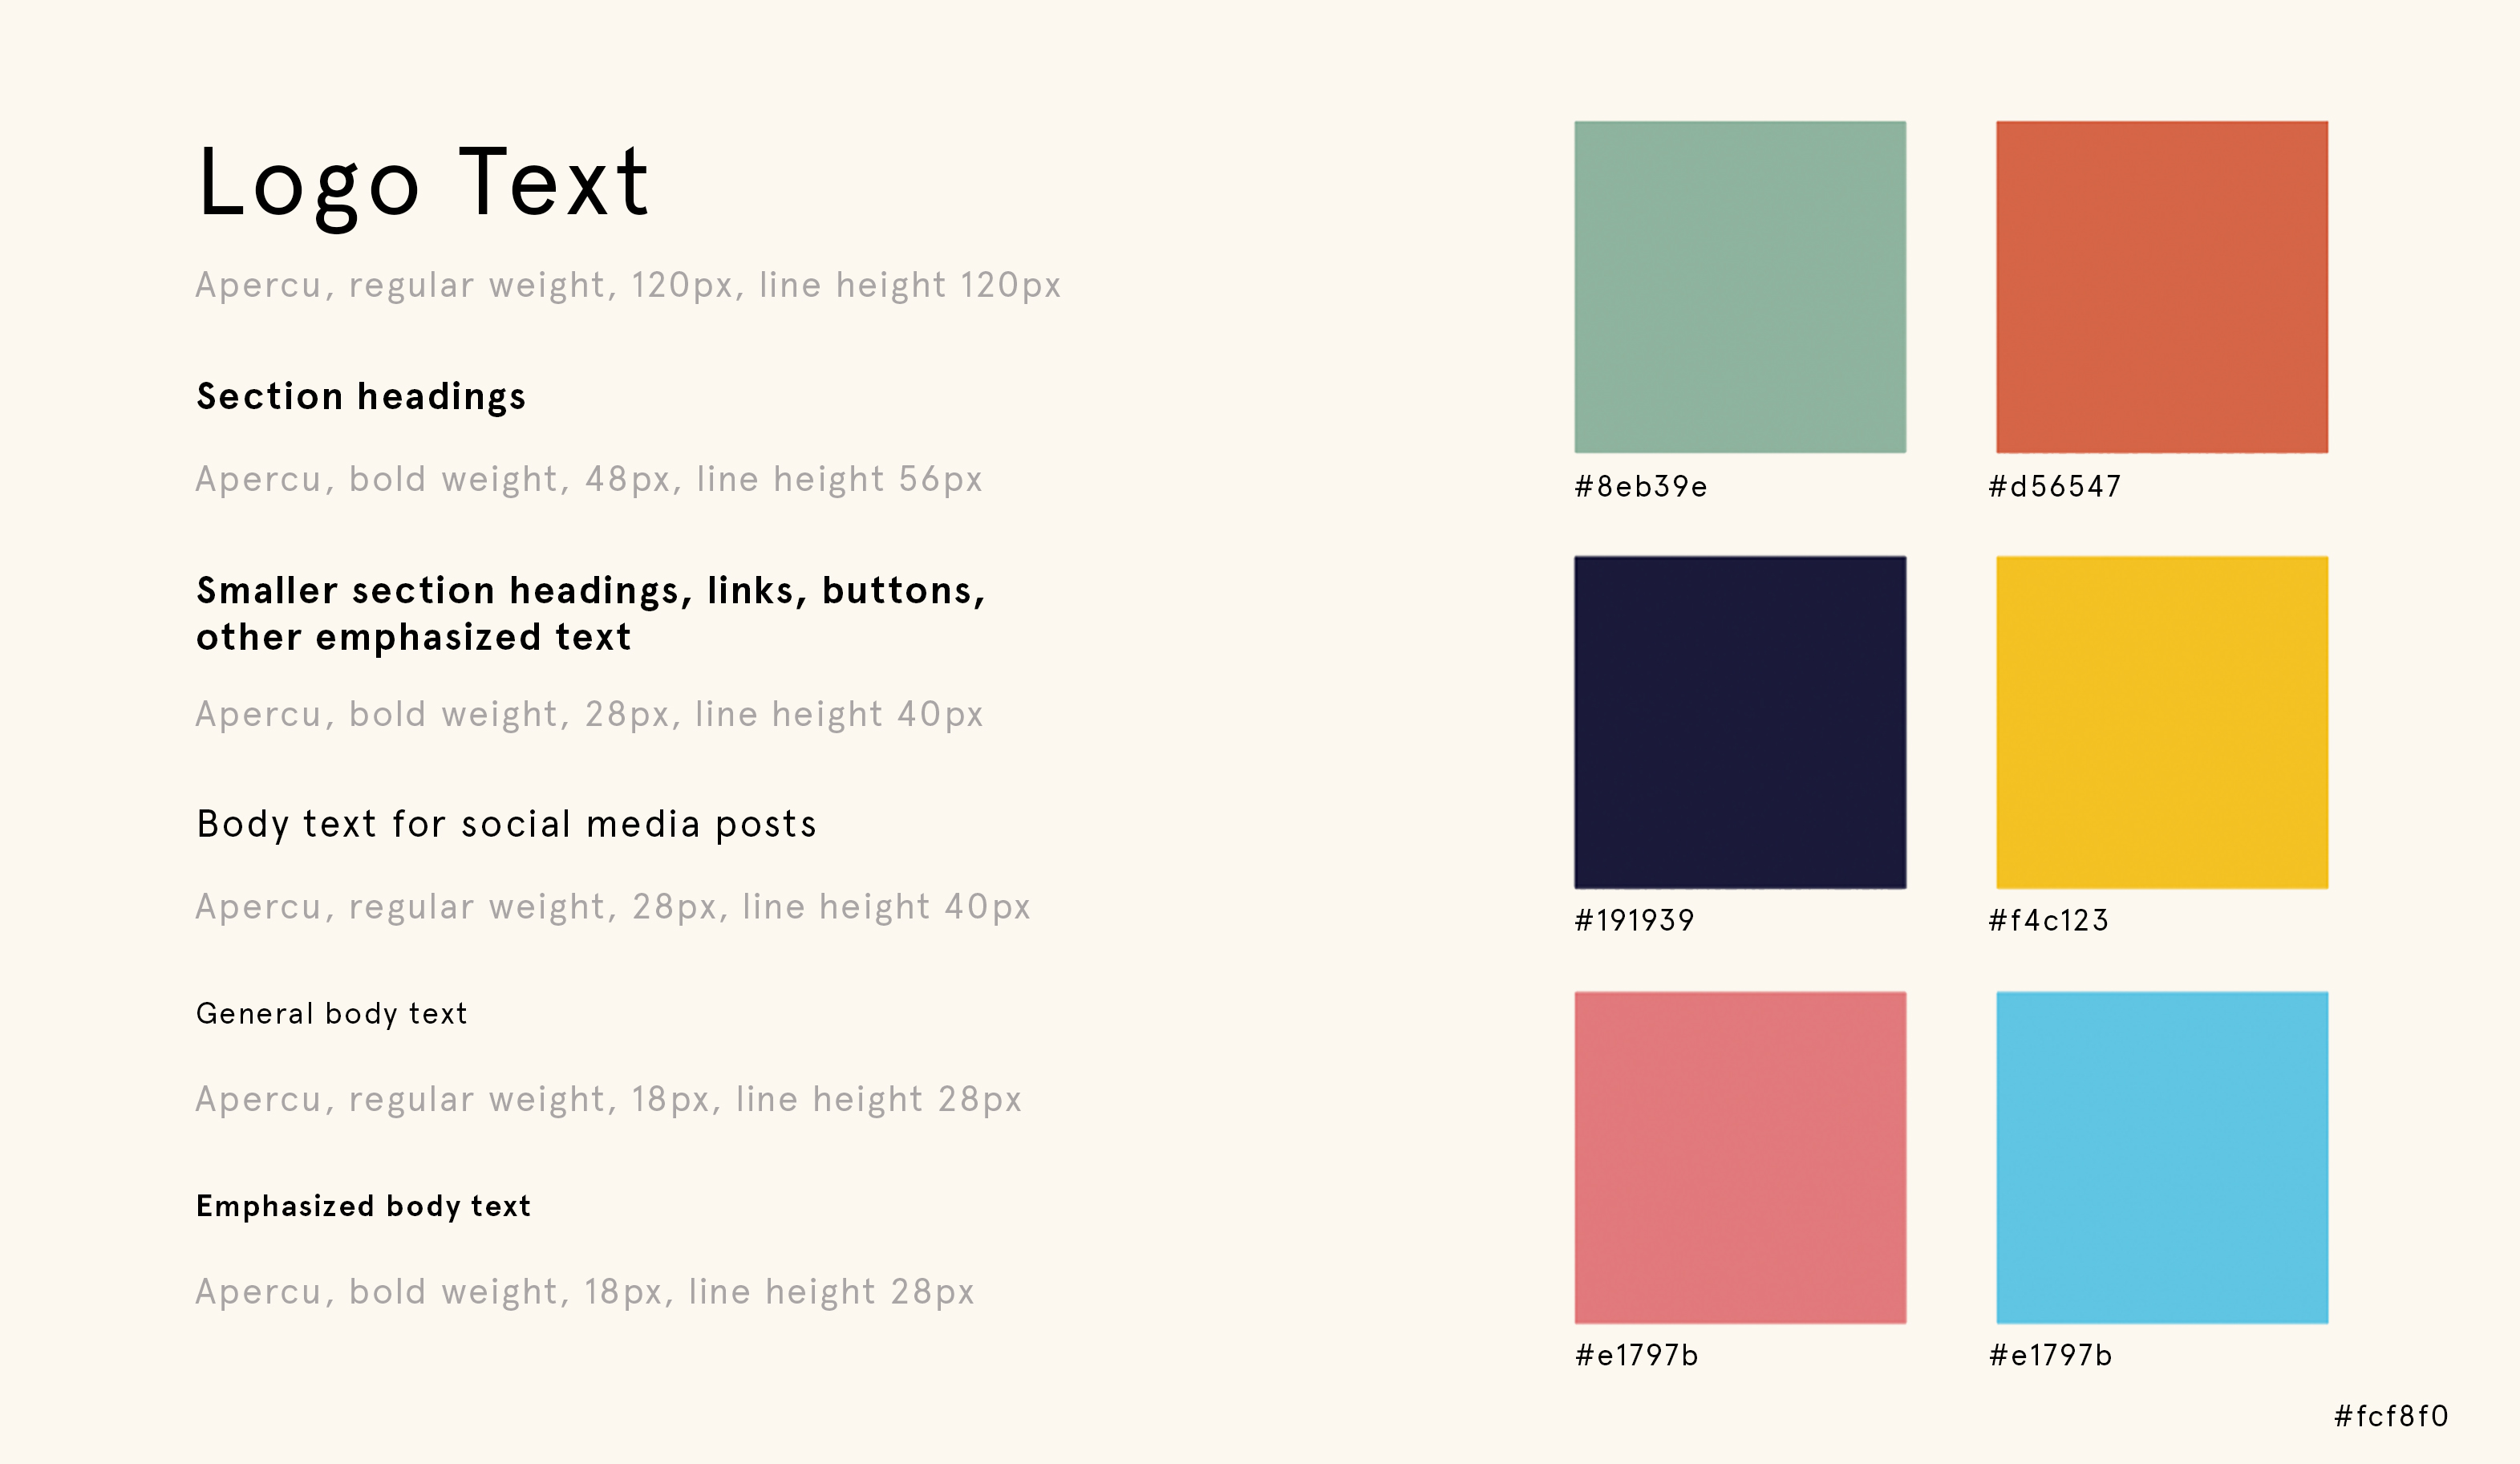 Logo Text
Apercu, regular weight, 120px, line height 120px
Section headings
Apercu, bold weight, 48px, line height 56px
Smaller section headings, links, buttons,
other emphasized text
Apercu, bold weight, 28px, line height 40px
Body text for social media posts
Apercu, regular weight, 28px, line height 40px
General body text
Apercu, regular weight, 18px, line height 28px
Emphasized body text
Apercu, bold weight, 18px, line height 28px
#8eb39e
#d56547
#191939
#f4c123
#e1797b
#e1797b
#fcf8f0